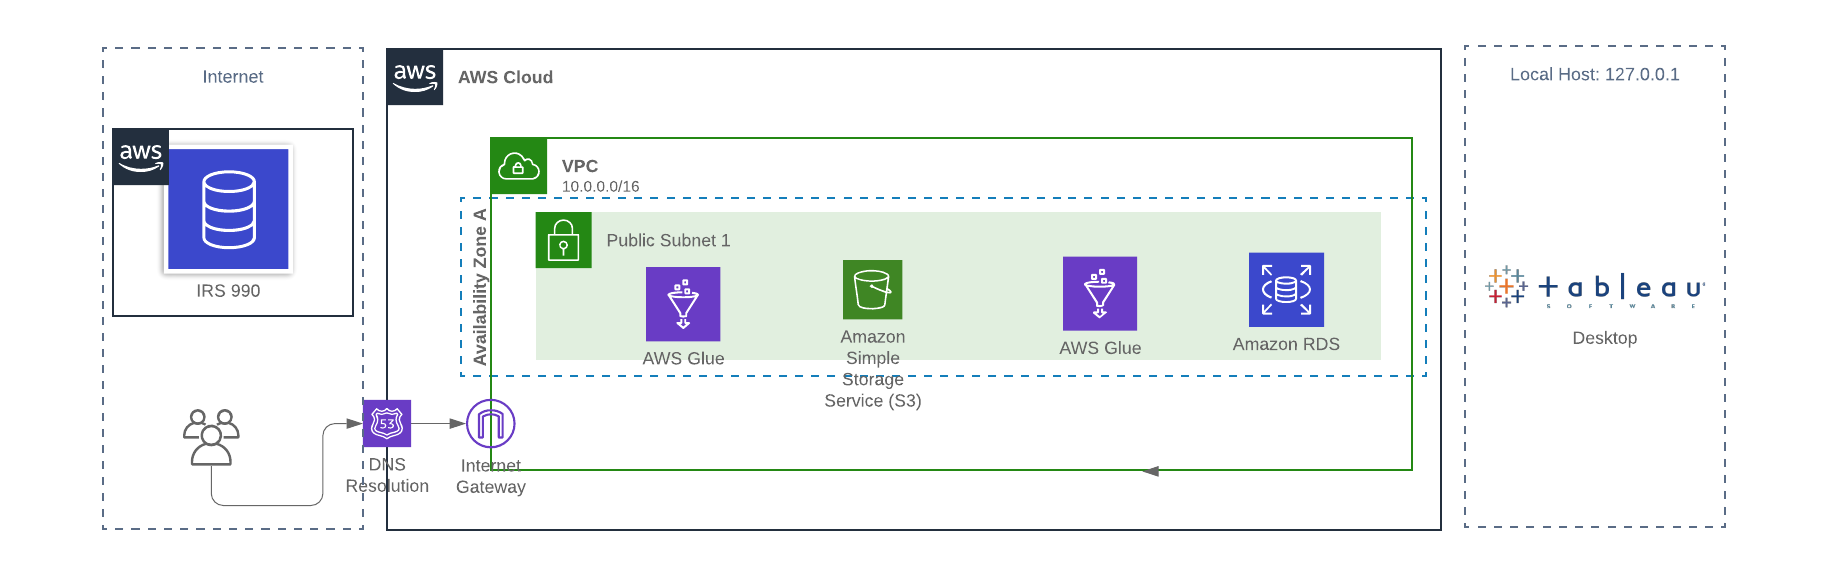 Internet
aws
IRS 990
DNS
Resolution
aws
AWS Cloud
VPC
10.0.0.0/16
Availability Zone A
Public Subnet 1
AWS Glue
Amazon
Simple
Storage
Service (S3)
AWS Glue
Amazon RDS
53
Internet
Gateway
Local Host: 127.0.0.1
+ableau
SOFTWARE
Desktop